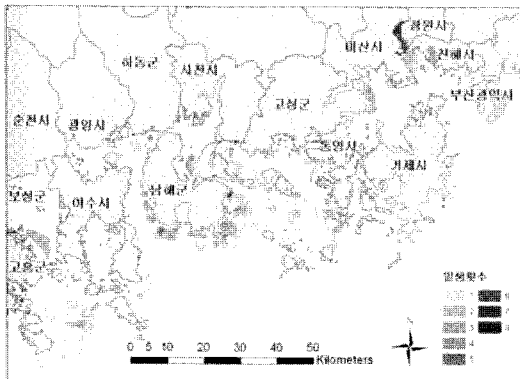 창원시
마산시
진해시
하동군
사천시
고성군
부산광역시
순천시
광양시
통영시
거제시
보성군
여수시
남해군
고흥군
발생횟수
1 6
2 7
3 8
4
5
0 5 10 20 30 40 50
Kilometers